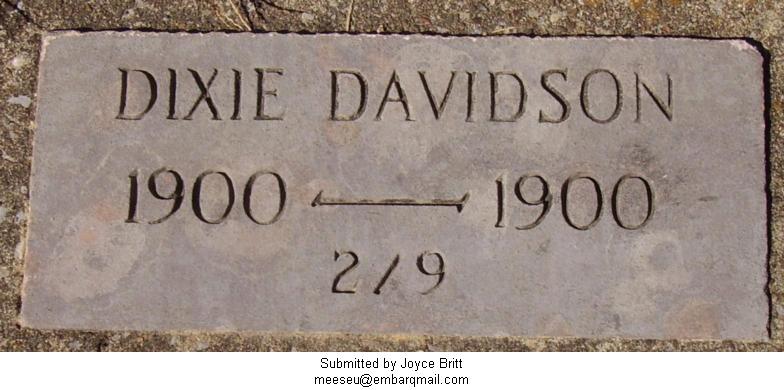 DIXIE DAVIDSON
1900 — 1900
2/9
Submitted by Joyce Britt
meeseu@embarqmail.com